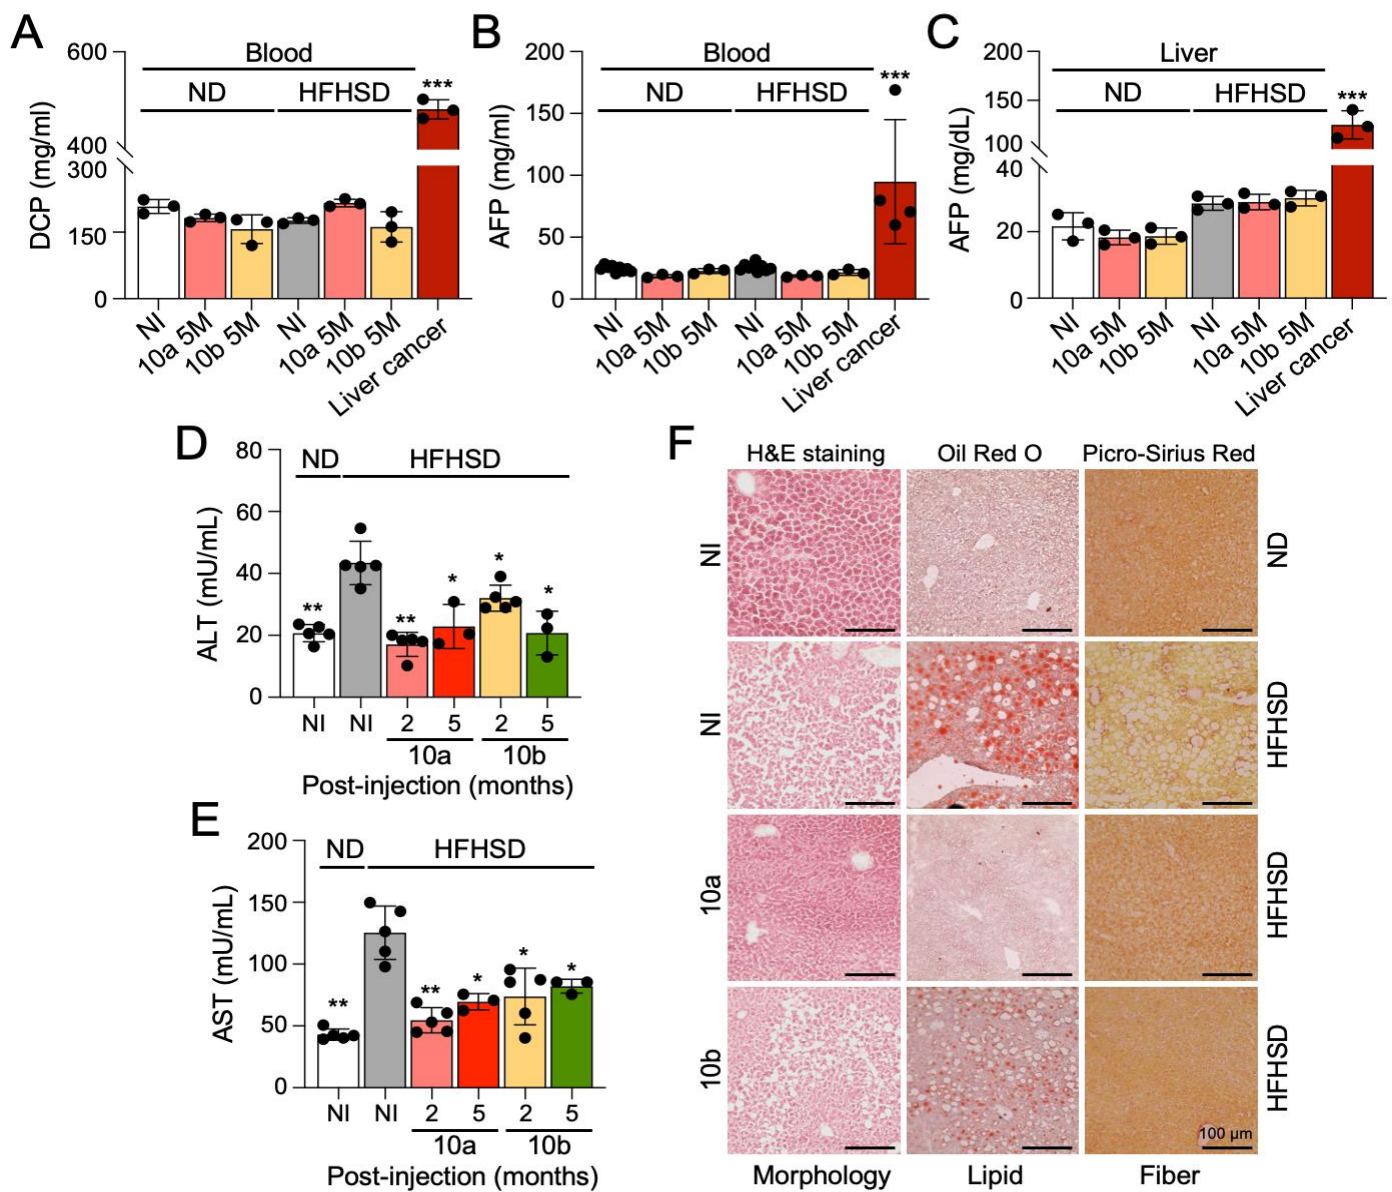 A
Blood
ND HFHSD
***
DCP (mg/ml)
600
400
300
150
0
NI
10a 5M
10b 5M
NI
10a 5M
10b 5M
Liver cancer
B
Blood
ND HFHSD
***
AFP (mg/ml)
200
150
100
50
0
NI
10a 5M
10b 5M
NI
10a 5M
10b 5M
Liver cancer
C
Liver
ND HFHSD
***
AFP (mg/dL)
200
150
100
40
20
0
NI
10a 5M
10b 5M
NI
10a 5M
10b 5M
Liver cancer
D
ND HFHSD
ALT (mU/mL)
80
60
40
20
0
** ** * * *
NI NI 2 5 2 5
10a 10b
Post-injection (months)
E
ND HFHSD
AST (mU/mL)
200
150
100
50
0
** ** * * *
NI NI 2 5 2 5
10a 10b
Post-injection (months)
F
H&E staining Oil Red O Picro-Sirius Red
NI ND
NI HFHSD
10a HFHSD
10b HFHSD
100 µm
Morphology Lipid Fiber